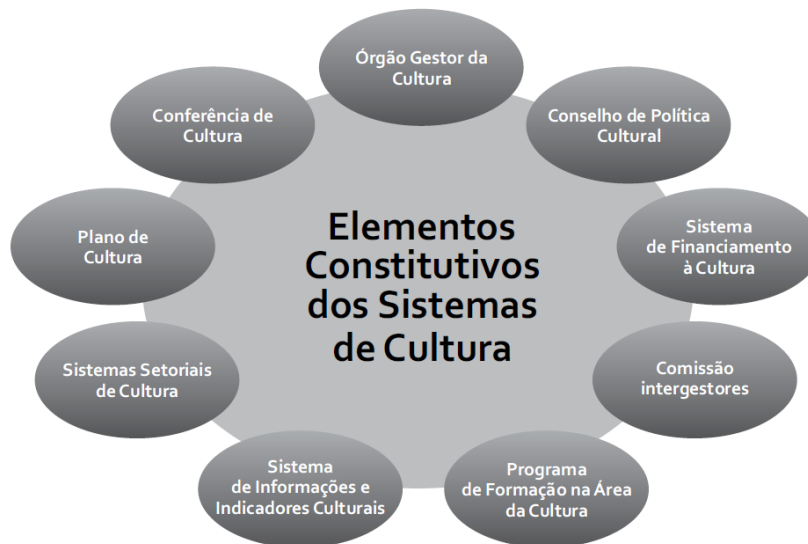 Órgão Gestor da
Cultura
Conferência de
Cultura
Conselho de Política
Cultural
Plano de
Cultura
Elementos
Constitutivos
dos Sistemas
de Cultura
Sistema
de Financiamento
à Cultura
Sistemas Setoriais
de Cultura
Comissão
intergestores
Sistema
de Informações e
Indicadores Culturais
Programa
de Formação na Área
da Cultura